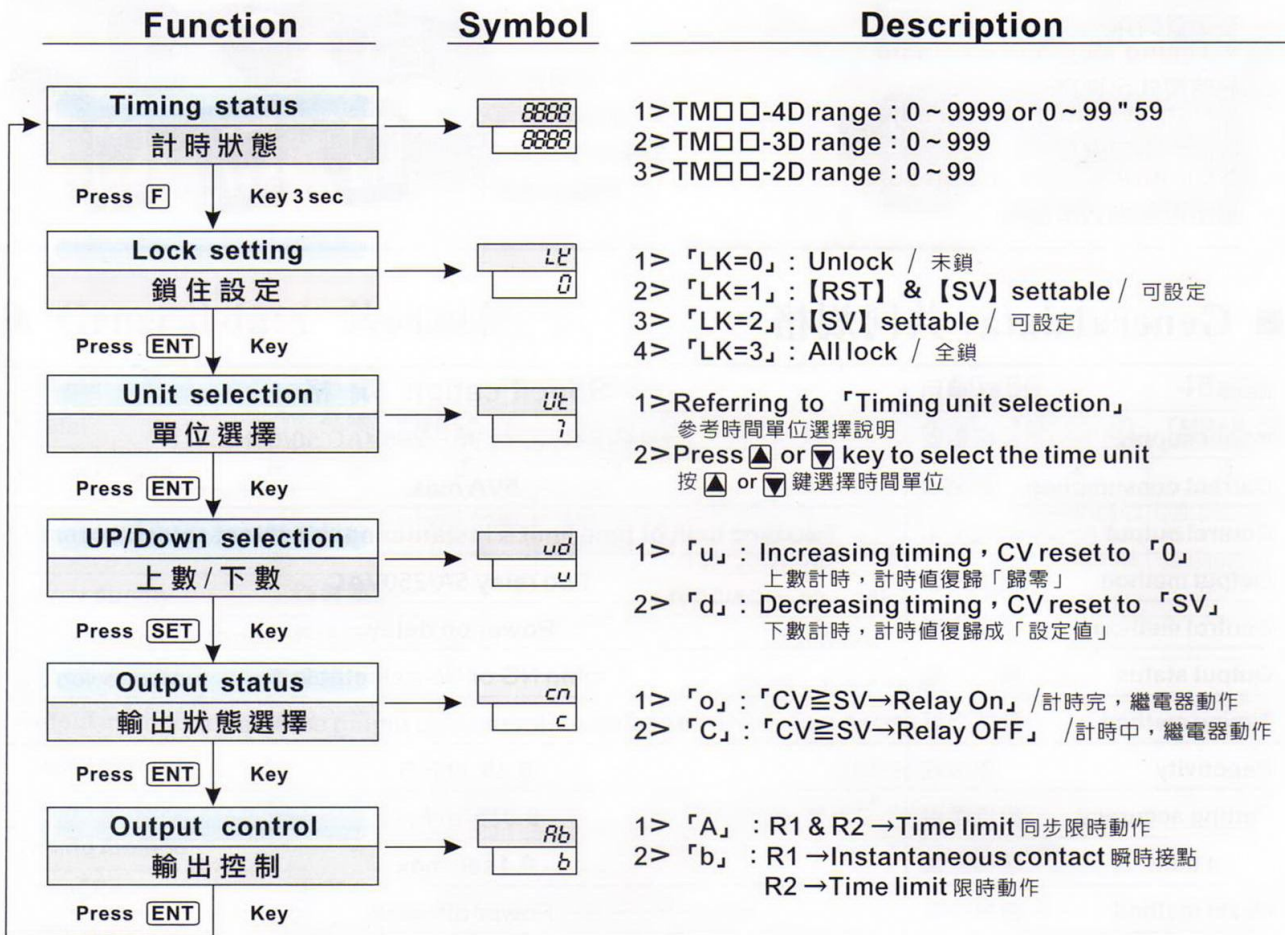 Function Symbol Description
Timing status
計時狀態
8888
8888
1> TM□□-4D range : 0 ~ 9999 or 0 ~ 99 " 59
2> TM□□-3D range : 0 ~ 999
3> TM□□-2D range : 0 ~ 99
Press F Key 3 sec
Lock setting
鎖住設定
0
1> 『LK=0』 : Unlock / 未鎖
2> 『LK=1』 : 【RST】 & 【SV】 settable / 可設定
3> 『LK=2』 : 【SV】 settable / 可設定
4> 『LK=3』 : All lock / 全鎖
Press ENT Key
Unit selection
單位選擇
1> Referring to 『Timing unit selection』
參考時間單位選擇說明
2> Press ▲ or ▼ key to select the time unit
按 ▲ or ▼ 鍵選擇時間單位
Press ENT Key
UP/Down selection
上數/下數
ud
u
1> 『u』 : Increasing timing，CV reset to 『0』
上數計時，計時值復歸「歸零」
2> 『d』 : Decreasing timing，CV reset to 『SV』
下數計時，計時值復歸成「設定值」
Press SET Key
Output status
輸出狀態選擇
cn
c
1> 『o』 : 『CV≧SV→Relay On』 /計時完，繼電器動作
2> 『C』 : 『CV≧SV→Relay OFF』 /計時中，繼電器動作
Press ENT Key
Output control
輸出控制
Ab
b
1> 『A』 : R1 & R2 →Time limit 同步限時動作
2> 『b』 : R1 →Instantaneous contact 瞬時接點
R2 →Time limit 限時動作
Press ENT Key